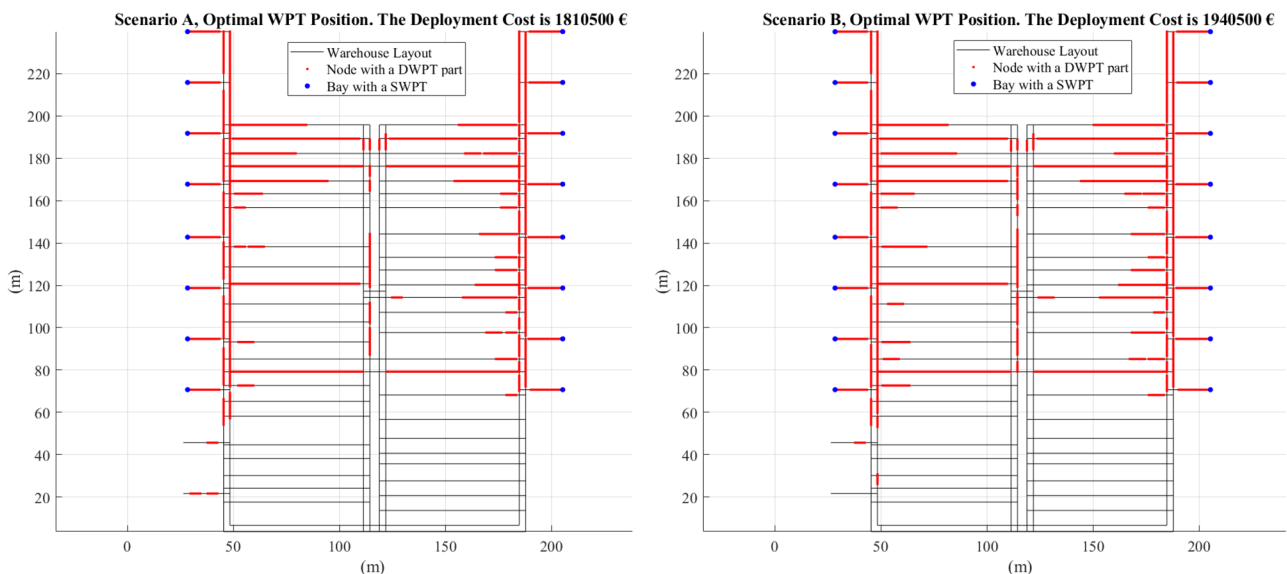 Scenario A, Optimal WPT Position. The Deployment Cost is 1810500 €
Warehouse Layout
Node with a DWPT part
Bay with a SWPT
220
200
180
160
140
120
100
80
60
40
20
(m)
0 50 100 150 200
(m)
Scenario B, Optimal WPT Position. The Deployment Cost is 1940500 €
Warehouse Layout
Node with a DWPT part
Bay with a SWPT
220
200
180
160
140
120
100
80
60
40
20
(m)
0 50 100 150 200
(m)